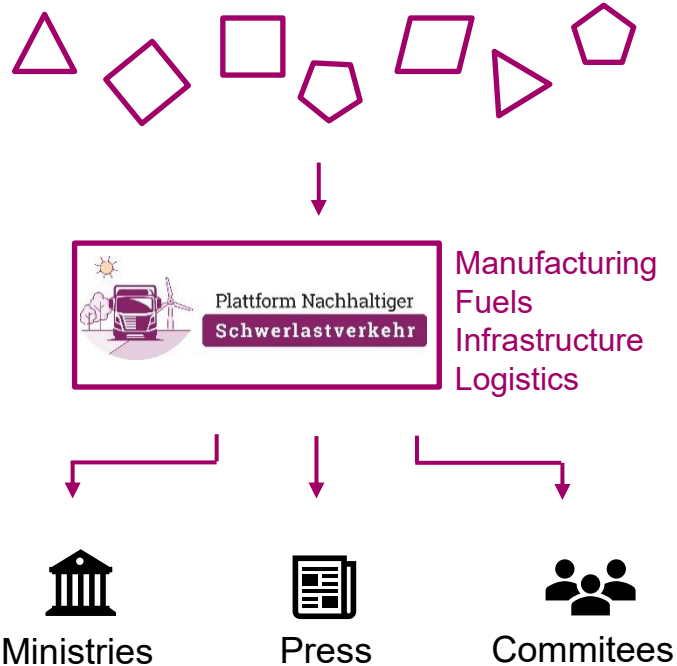 Manufacturing
Fuels
Infrastructure
Logistics
Plattform Nachhaltiger
Schwerlastverkehr
Ministries
Press
Commitees